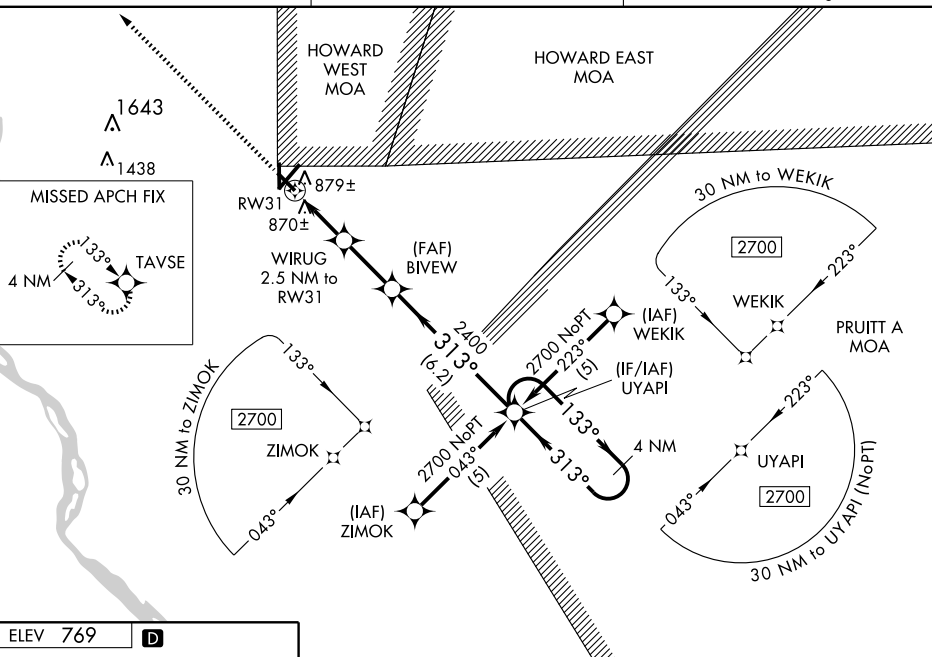 HOWARD
WEST
MOA
HOWARD EAST
MOA
1643
1438
MISSED APCH FIX
133°
TAVSE
4 NM
313°
879±
RW31
870±
WIRUG
2.5 NM to
RW31
(FAF)
BIVEW
30 NM to WEKIK
2700
133°
223°
WEKIK
PRUITT A
MOA
2400
313°
(6.2)
2700 NoPT
223°
(5)
(IAF)
WEKIK
(IF/IAF)
UYAPI
133°
313°
4 NM
2700 NoPT
043°
(5)
(IAF)
ZIMOK
30 NM to ZIMOK
133°
2700
ZIMOK
043°
223°
UYAPI
2700
043°
30 NM to UYAPI (NoPT)
ELEV 769 D